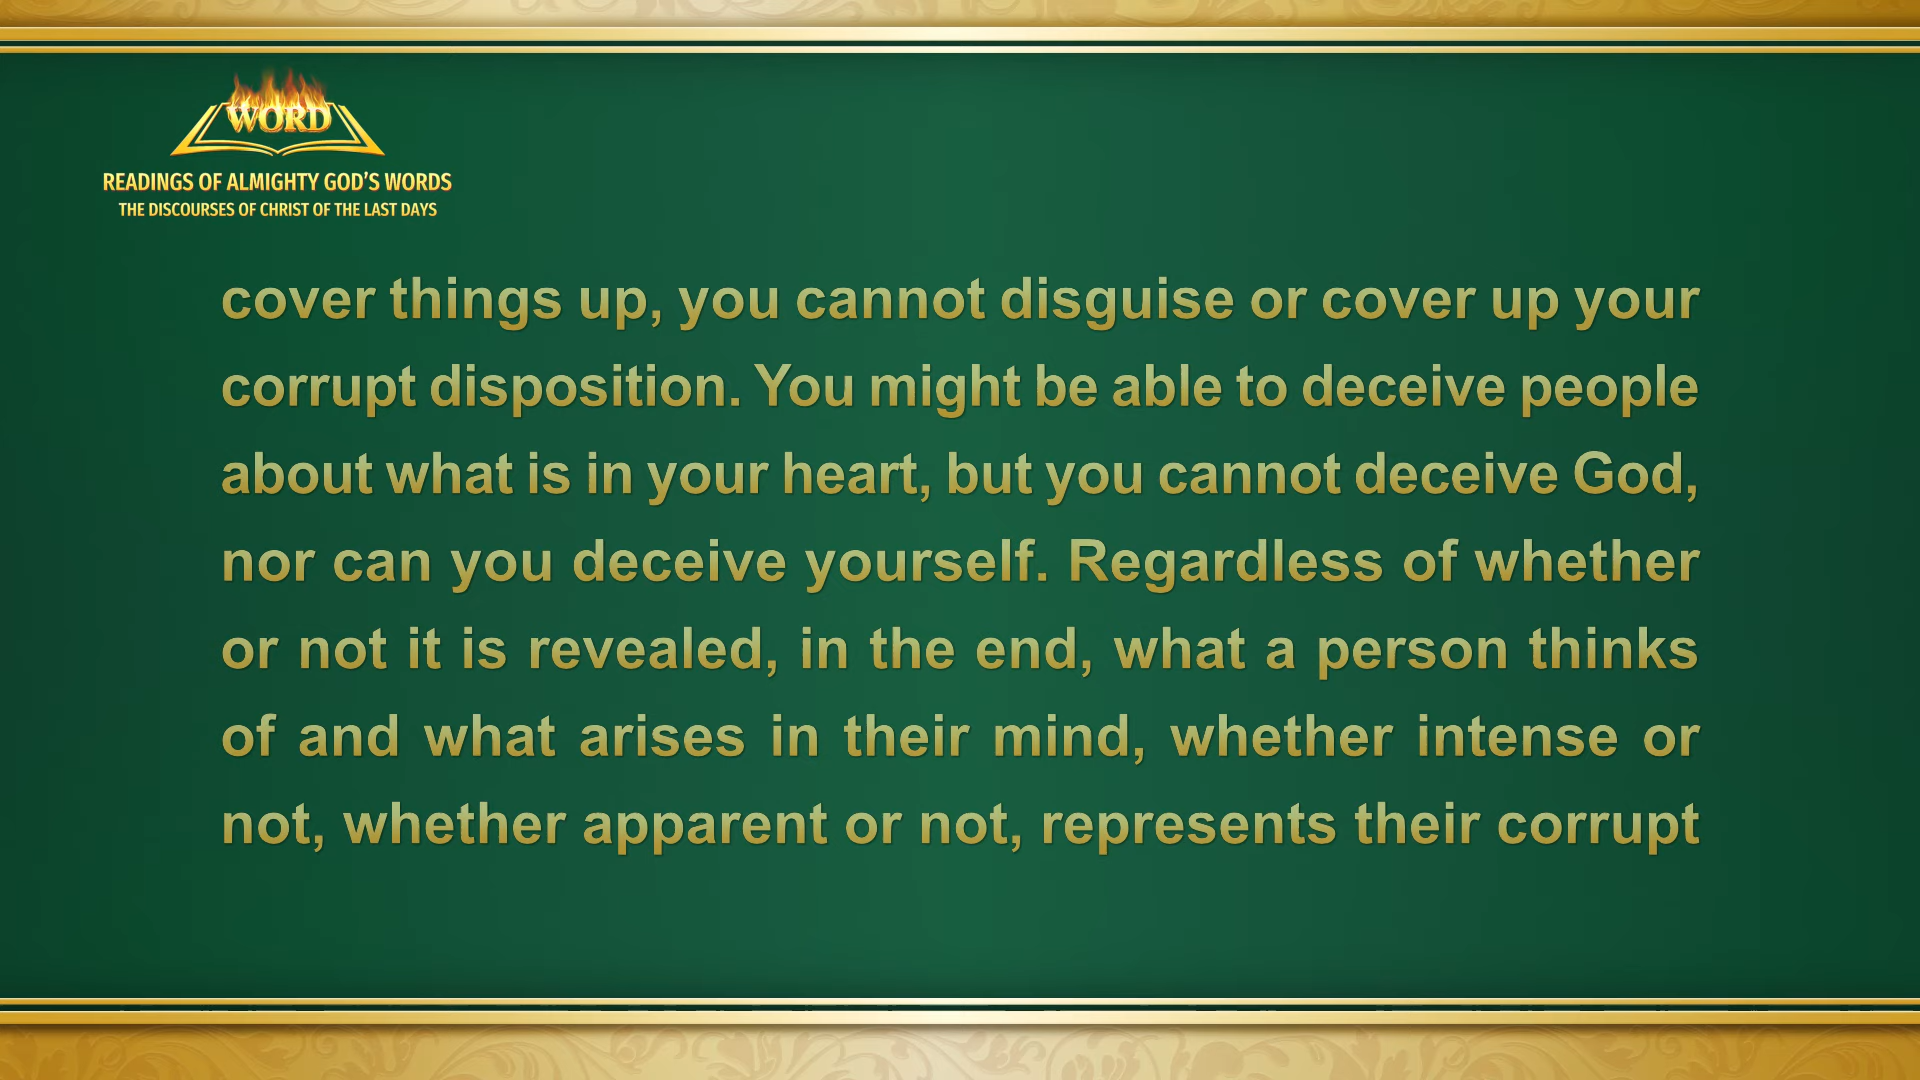 WORD
READINGS OF ALMIGHTY GOD'S WORDS
THE DISCOURSES OF CHRIST OF THE LAST DAYS
cover things up, you cannot disguise or cover up your
corrupt disposition. You might be able to deceive people
about what is in your heart, but you cannot deceive God,
nor can you deceive yourself. Regardless of whether
or not it is revealed, in the end, what a person thinks
of and what arises in their mind, whether intense or
not, whether apparent or not, represents their corrupt